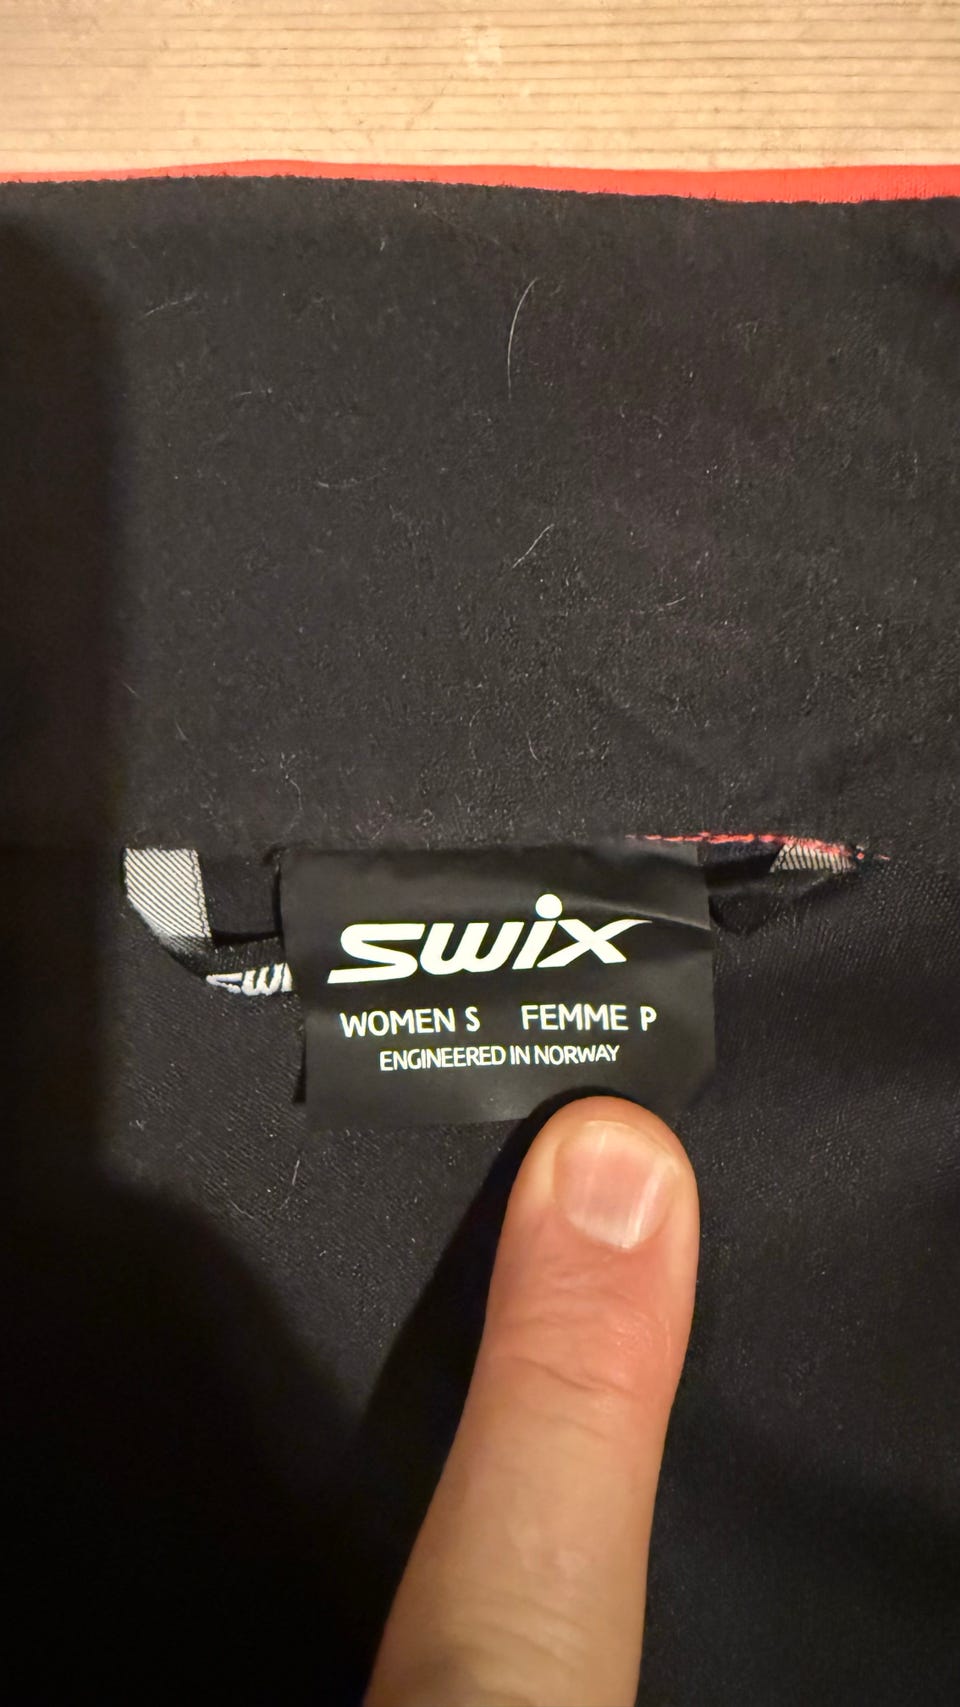 swix
WOMEN S FEMME P
ENGINEERED IN NORWAY